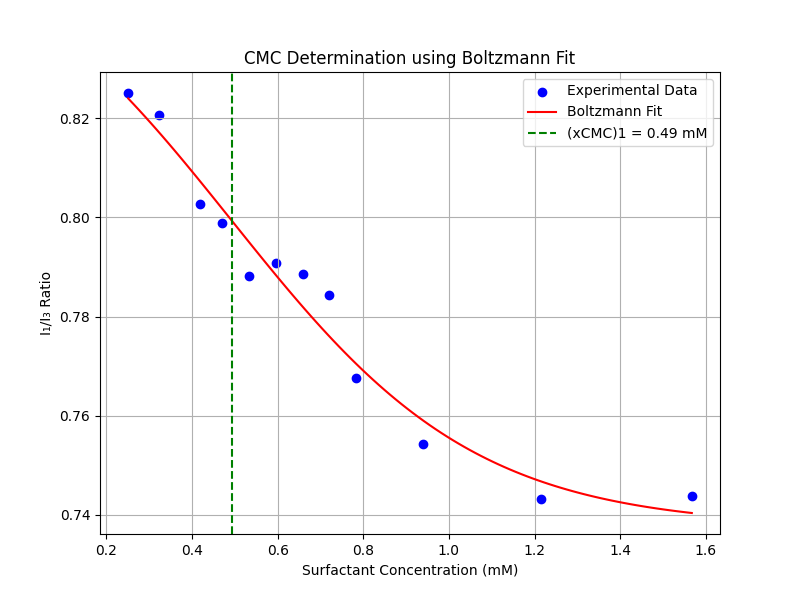 CMC Determination using Boltzmann Fit
Experimental Data
Boltzmann Fit
(xCMC)1 = 0.49 mM
0.82
0.80
0.78
0.76
0.74
I₁/I₃ Ratio
0.2 0.4 0.6 0.8 1.0 1.2 1.4 1.6
Surfactant Concentration (mM)